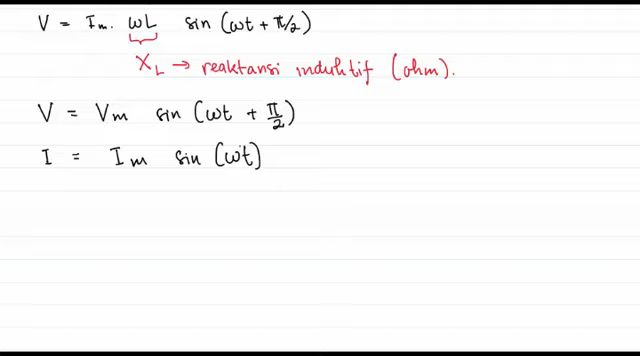 V = Im. ωL sin (ωt + π/2)
XL → reaktansi induktif (ohm).
V = Vm sin (ωt + π/2)
I = Im sin (ωt)